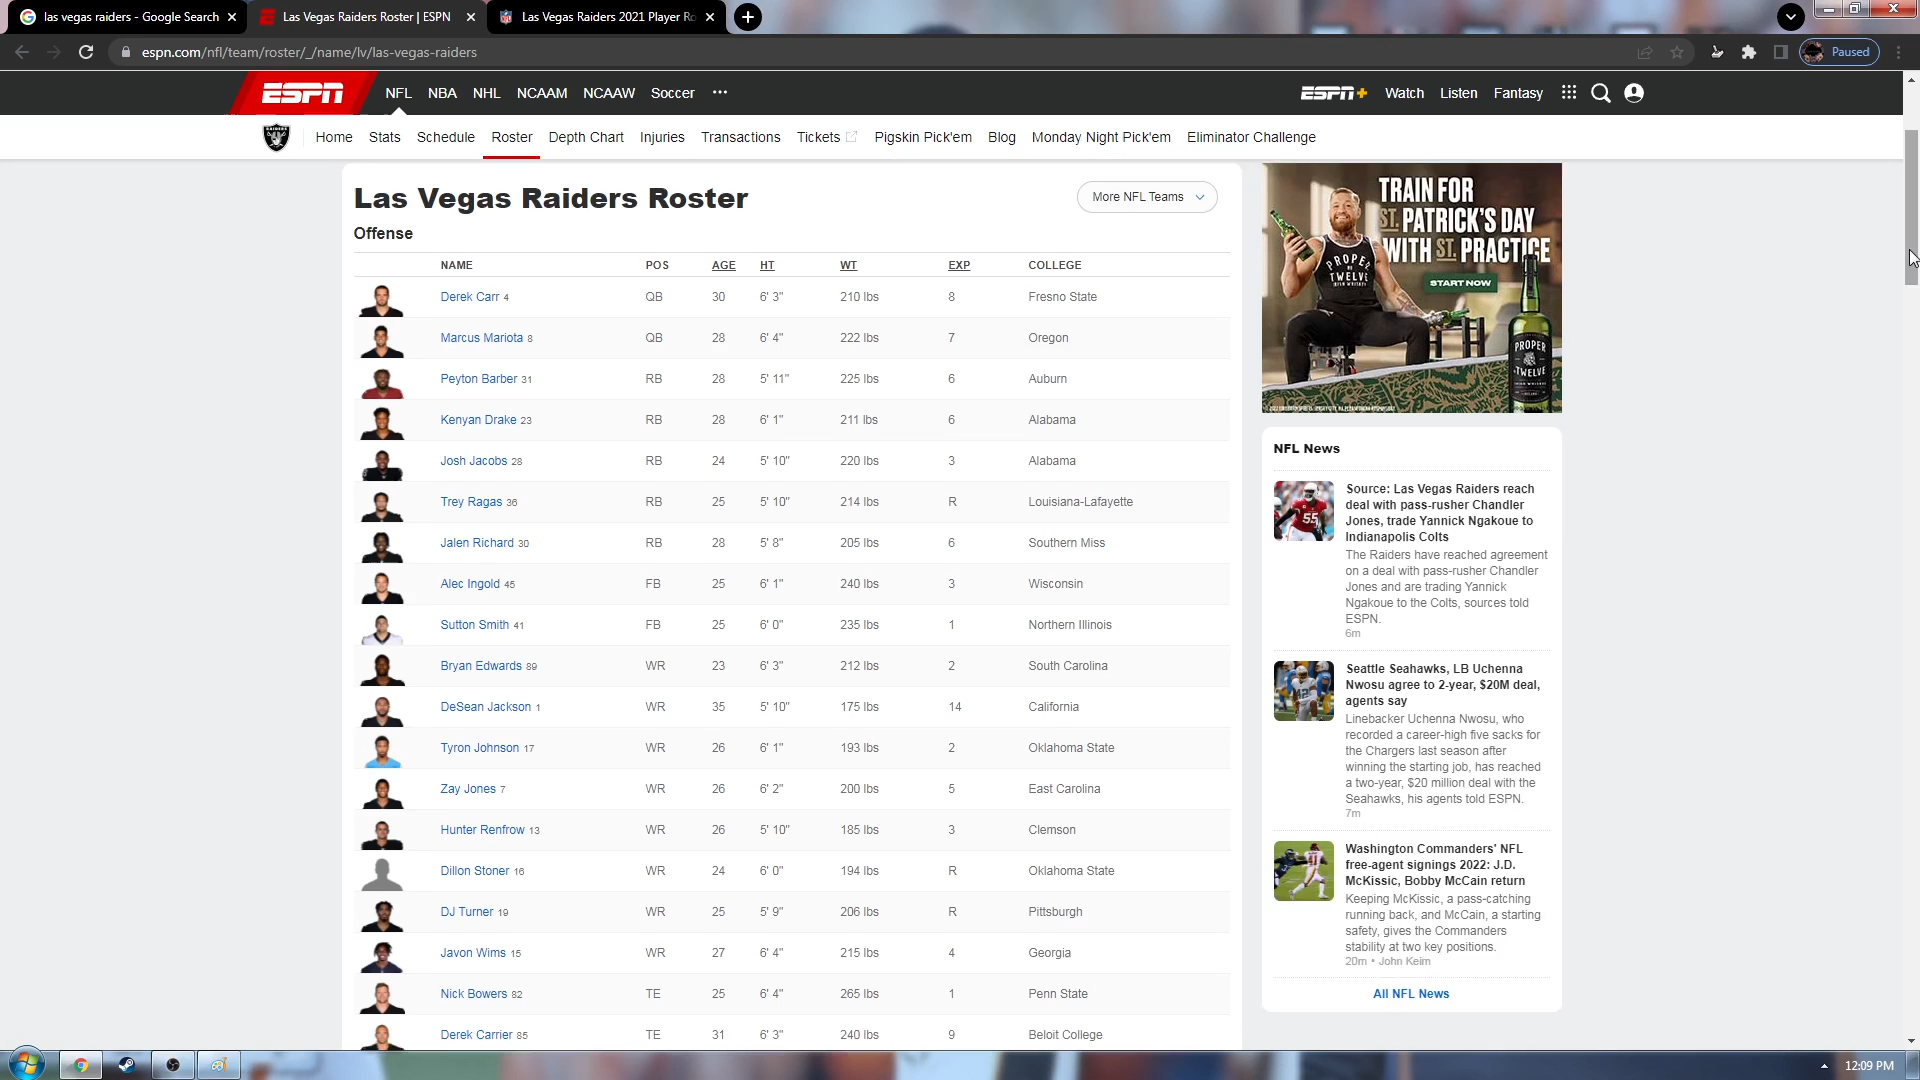 las vegas raiders - Google Search
Las Vegas Raiders Roster | ESPN
Las Vegas Raiders 2021 Player Ro
espn.com/nfl/team/roster/_/name/lv/las-vegas-raiders
Paused
ESPN NFL NBA NHL NCAAM NCAAW Soccer ESPN+ Watch Listen Fantasy
RAIDERS Home Stats Schedule Roster Depth Chart Injuries Transactions Tickets Pigskin Pick'em Blog Monday Night Pick'em Eliminator Challenge
Las Vegas Raiders Roster
More NFL Teams
Offense
NAME POS AGE HT WT EXP COLLEGE
Derek Carr 4 QB 30 6' 3" 210 lbs 8 Fresno State
Marcus Mariota 8 QB 28 6' 4" 222 lbs 7 Oregon
Peyton Barber 31 RB 28 5' 11" 225 lbs 6 Auburn
Kenyan Drake 23 RB 28 6' 1" 211 lbs 6 Alabama
Josh Jacobs 28 RB 24 5' 10" 220 lbs 3 Alabama
Trey Ragas 36 RB 25 5' 10" 214 lbs R Louisiana-Lafayette
Jalen Richard 30 RB 28 5' 8" 205 lbs 6 Southern Miss
Alec Ingold 45 FB 25 6' 1" 240 lbs 3 Wisconsin
Sutton Smith 41 FB 25 6' 0" 235 lbs 1 Northern Illinois
Bryan Edwards 89 WR 23 6' 3" 212 lbs 2 South Carolina
DeSean Jackson 1 WR 35 5' 10" 175 lbs 14 California
Tyron Johnson 17 WR 26 6' 1" 193 lbs 2 Oklahoma State
Zay Jones 7 WR 26 6' 2" 200 lbs 5 East Carolina
Hunter Renfrow 13 WR 26 5' 10" 185 lbs 3 Clemson
Dillon Stoner 16 WR 24 6' 0" 194 lbs R Oklahoma State
DJ Turner 19 WR 25 5' 9" 206 lbs R Pittsburgh
Javon Wims 15 WR 27 6' 4" 215 lbs 4 Georgia
Nick Bowers 82 TE 25 6' 4" 265 lbs 1 Penn State
Derek Carrier 85 TE 31 6' 3" 240 lbs 9 Beloit College
TRAIN FOR
ST. PATRICK'S DAY
WITH ST. PRACTICE
START NOW
PROPER
TWELVE
PROPER
TWELVE
NFL News
Source: Las Vegas Raiders reach
deal with pass-rusher Chandler
Jones, trade Yannick Ngakoue to
Indianapolis Colts
The Raiders have reached agreement
on a deal with pass-rusher Chandler
Jones and are trading Yannick
Ngakoue to the Colts, sources told
ESPN.
6m
55
Seattle Seahawks, LB Uchenna
Nwosu agree to 2-year, $20M deal,
agents say
Linebacker Uchenna Nwosu, who
recorded a career-high five sacks for
the Chargers last season after
winning the starting job, has reached
a two-year, $20 million deal with the
Seahawks, his agents told ESPN.
7m
42
Washington Commanders' NFL
free-agent signings 2022: J.D.
McKissic, Bobby McCain return
Keeping McKissic, a pass-catching
running back, and McCain, a starting
safety, gives the Commanders
stability at two key positions.
20m • John Keim
All NFL News
12:09 PM